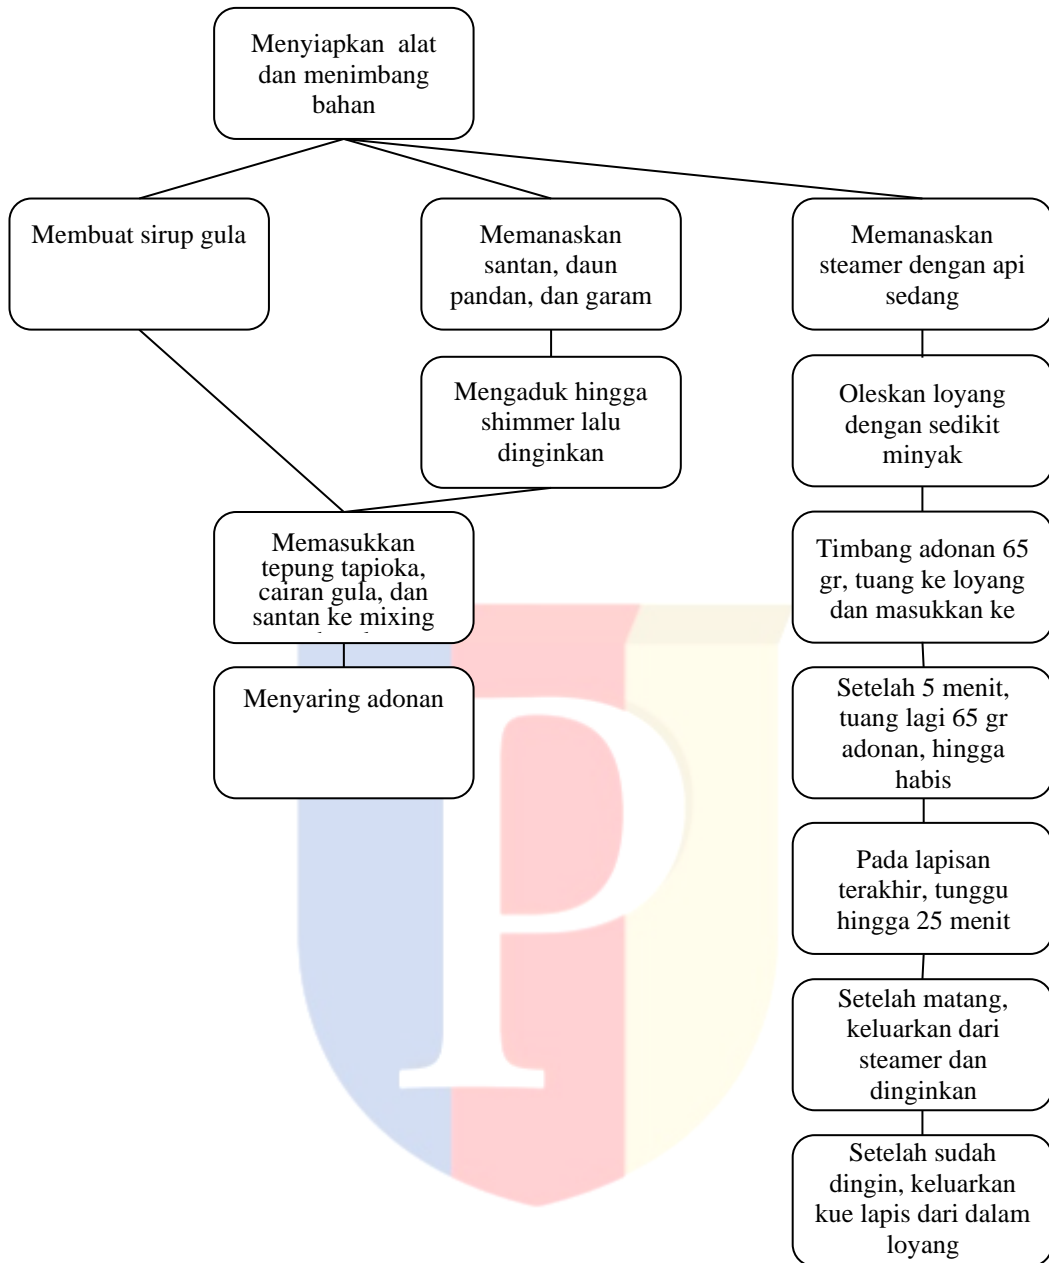 Menyiapkan alat
dan menimbang
bahan
Membuat sirup gula
Memanaskan
santan, daun
pandan, dan garam
Memanaskan
steamer dengan api
sedang
Mengaduk hingga
shimmer lalu
dinginkan
Oleskan loyang
dengan sedikit
minyak
Memasukkan
tepung tapioka,
cairan gula, dan
santan ke mixing
Timbang adonan 65
gr, tuang ke loyang
dan masukkan ke
Menyaring adonan
Setelah 5 menit,
tuang lagi 65 gr
adonan, hingga
habis
Pada lapisan
terakhir, tunggu
hingga 25 menit
Setelah matang,
keluarkan dari
steamer dan
dinginkan
Setelah sudah
dingin, keluarkan
kue lapis dari dalam
loyang
P